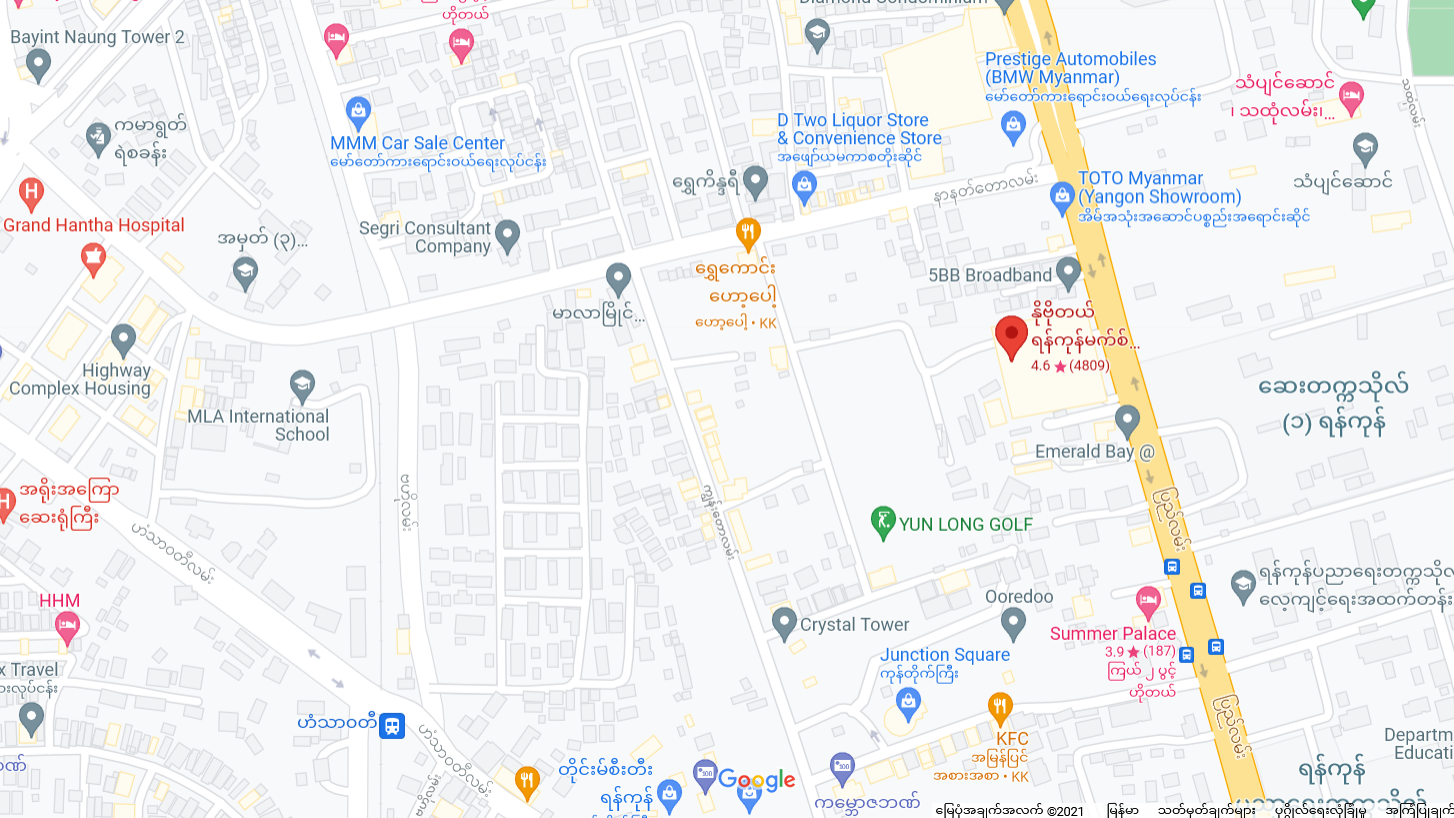 Diamond Condominium
ဟိုတယ်
Bayint Naung Tower 2
Prestige Automobiles
(BMW Myanmar)
မော်တော်ကားရောင်းဝယ်ရေးလုပ်ငန်း
သံပျင်ဆောင်
၊ သထုံလမ်း၊...
သထုံလမ်း
ကမာရွတ်
ရဲစခန်း
MMM Car Sale Center
မော်တော်ကားရောင်းဝယ်ရေးလုပ်ငန်း
D Two Liquor Store
& Convenience Store
အဖျော်ယမကာစတိုးဆိုင်
ရွှေကိန္ဒရီ
နာနတ်တောလမ်း
TOTO Myanmar
(Yangon Showroom)
အိမ်အသုံးအဆောင်ပစ္စည်းအရောင်းဆိုင်
သံပျင်ဆောင်
Grand Hantha Hospital
အမှတ် (၃)...
Segri Consultant
Company
ရွှေကောင်း
ဟော့ပေါ့
ဟော့ပေါ့ • KK
5BB Broadband
မာလာမြိုင်...
နိုဗိုတယ်
ရန်ကုန်မက်စ်...
4.6 ★ (4809)
Highway
Complex Housing
MLA International
School
ဆေးတက္ကသိုလ်
(၁) ရန်ကုန်
Emerald Bay @
အရိုးအကြော
ဆေးရုံကြီး
ဟံသာဝတီလမ်း
ကျွန်းတောလမ်း
YUN LONG GOLF
ပြည်လမ်း
ရန်ကုန်ပညာရေးတက္ကသိုလ်
လေ့ကျင့်ရေးအထက်တန်း
HHM
Ooredoo
Crystal Tower
Summer Palace
3.9 ★ (187)
ကြယ် ၂ ပွင့်
ဟိုတယ်
Junction Square
ကုန်တိုက်ကြီး
x Travel
ဟံသာဝတီ
ဟံသာဝတီလမ်း
ပြည်လမ်း
KFC
အမြန်ပြင်
အစားအစာ • KK
တိုင်းမ်စီးတီး
ရန်ကုန်
Google
ကမ္ဘောဇဘဏ်
ရန်ကုန်
ပညာရေးတက္ကသိုလ်
မြေပုံအချက်အလက် ©2021
မြန်မာ
သတ်မှတ်ချက်များ
ပုဂ္ဂိုလ်ရေးလုံခြုံမှု